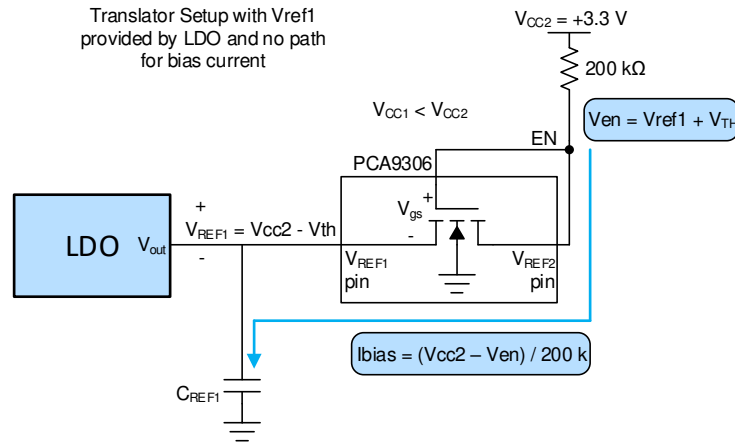 Translator Setup with Vref1
provided by LDO and no path
for bias current
VCC2 = +3.3 V
200 kΩ
VCC1 < VCC2
Ven = Vref1 + VTH
EN
PCA9306
+
Vgs
-
LDO
Vout
+
VREF1 = Vcc2 - Vth
-
VREF1
pin
VREF2
pin
Ibias = (Vcc2 – Ven) / 200 k
CREF1